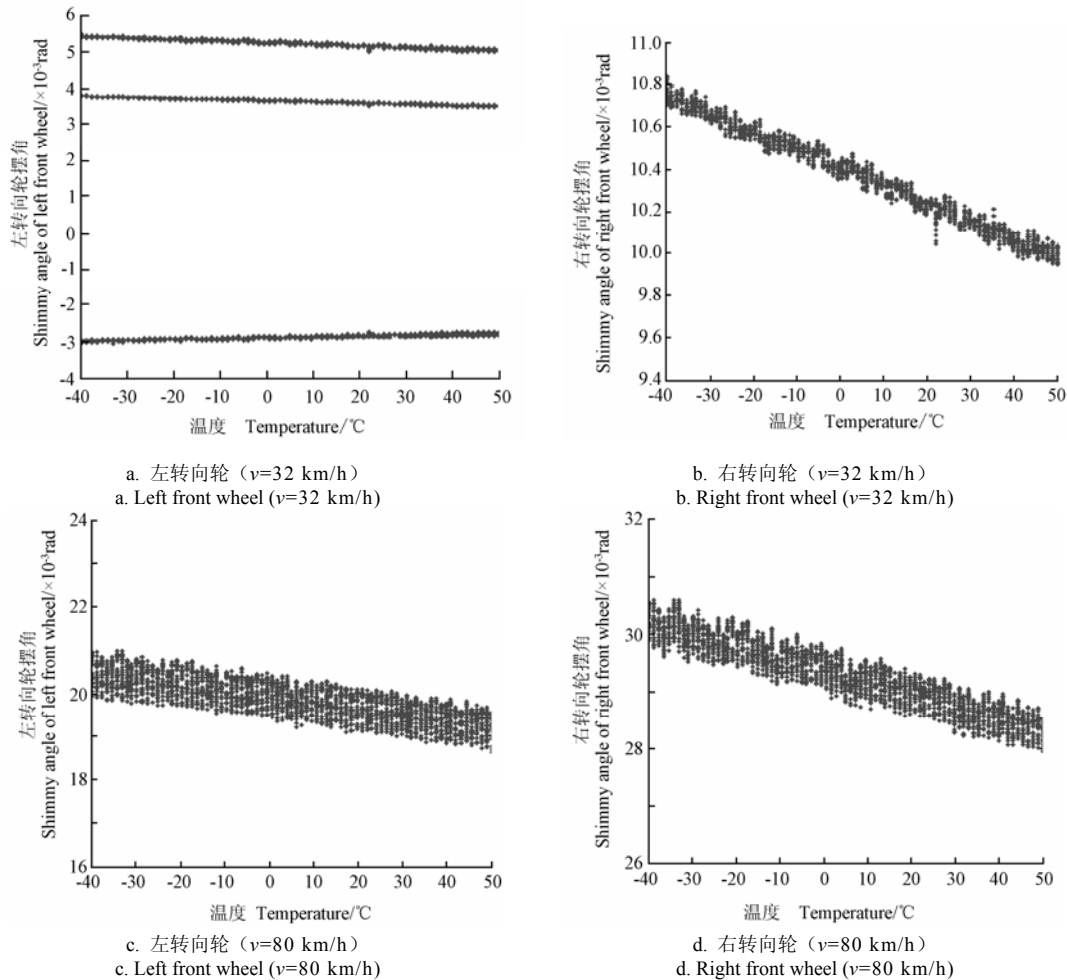 左转向轮摆角
Shimmy angle of left front wheel/×10⁻³rad
6
5
4
3
2
1
0
-1
-2
-3
-4
-40 -30 -20 -10 0 10 20 30 40 50
温度 Temperature/℃
a. 左转向轮（v=32 km/h）
a. Left front wheel (v=32 km/h)
右转向轮摆角
Shimmy angle of right front wheel/×10⁻³rad
11.0
10.8
10.6
10.4
10.2
10.0
9.8
9.6
9.4
-40 -30 -20 -10 0 10 20 30 40 50
温度 Temperature/℃
b. 右转向轮（v=32 km/h）
b. Right front wheel (v=32 km/h)
左转向轮摆角
Shimmy angle of left front wheel/×10⁻³rad
24
22
20
18
16
-40 -30 -20 -10 0 10 20 30 40 50
温度 Temperature/℃
c. 左转向轮（v=80 km/h）
c. Left front wheel (v=80 km/h)
右转向轮摆角
Shimmy angle of right front wheel/×10⁻³rad
32
30
28
26
-40 -30 -20 -10 0 10 20 30 40 50
温度 Temperature/℃
d. 右转向轮（v=80 km/h）
d. Right front wheel (v=80 km/h)